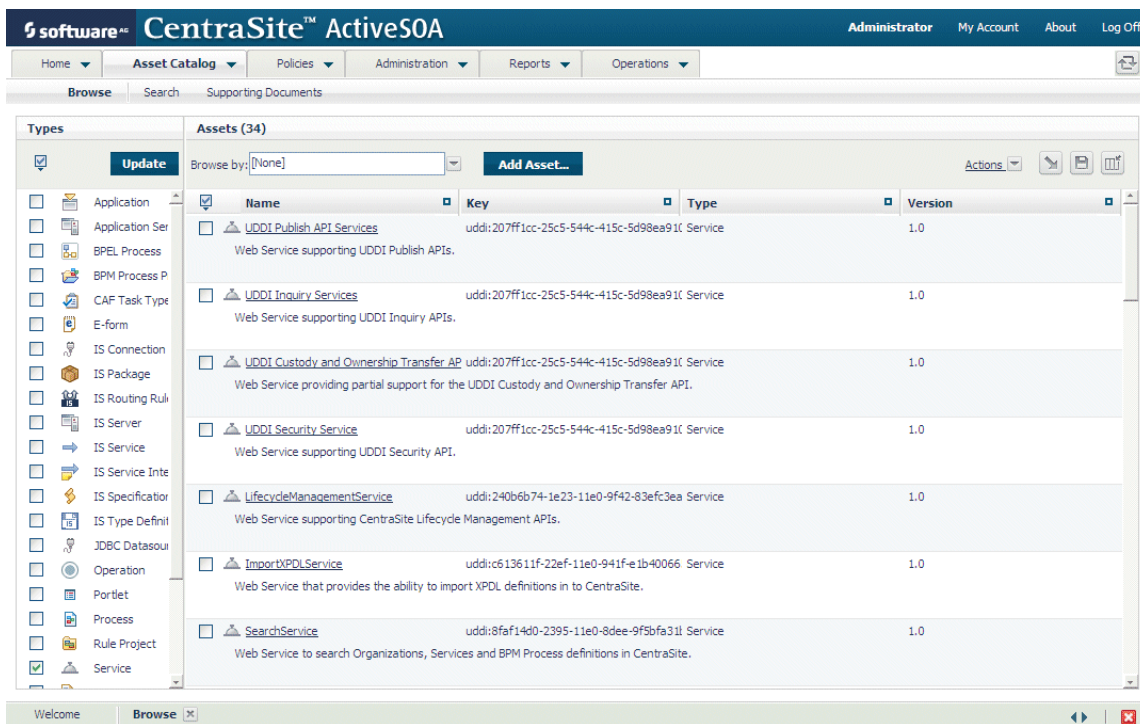 software AG CentraSite™ ActiveSOA
Administrator My Account About Log Off
Home Asset Catalog Policies Administration Reports Operations
Browse Search Supporting Documents
Types
Update
Application
Application Ser
BPEL Process
BPM Process P
CAF Task Type
E-form
IS Connection
IS Package
IS Routing Rul
IS Server
IS Service
IS Service Inte
IS Specification
IS Type Definit
JDBC Datasour
Operation
Portlet
Process
Rule Project
Service
Assets (34)
Browse by: [None] Add Asset... Actions
Name Key Type Version
UDDI Publish API Services uddi:207ff1cc-25c5-544c-415c-5d98ea910 Service 1.0
Web Service supporting UDDI Publish APIs.
UDDI Inquiry Services uddi:207ff1cc-25c5-544c-415c-5d98ea910 Service 1.0
Web Service supporting UDDI Inquiry APIs.
UDDI Custody and Ownership Transfer AP uddi:207ff1cc-25c5-544c-415c-5d98ea910 Service 1.0
Web Service providing partial support for the UDDI Custody and Ownership Transfer API.
UDDI Security Service uddi:207ff1cc-25c5-544c-415c-5d98ea910 Service 1.0
Web Service supporting UDDI Security API.
LifecycleManagementService uddi:240b6b74-1e23-11e0-9f42-83efc3ea Service 1.0
Web Service supporting CentraSite Lifecycle Management APIs.
ImportXPDLService uddi:c613611f-22ef-11e0-941f-e1b40066 Service 1.0
Web Service that provides the ability to import XPDL definitions in to CentraSite.
SearchService uddi:8faf14d0-2395-11e0-8dee-9f5bfa31b Service 1.0
Web Service to search Organizations, Services and BPM Process definitions in CentraSite.
Welcome Browse